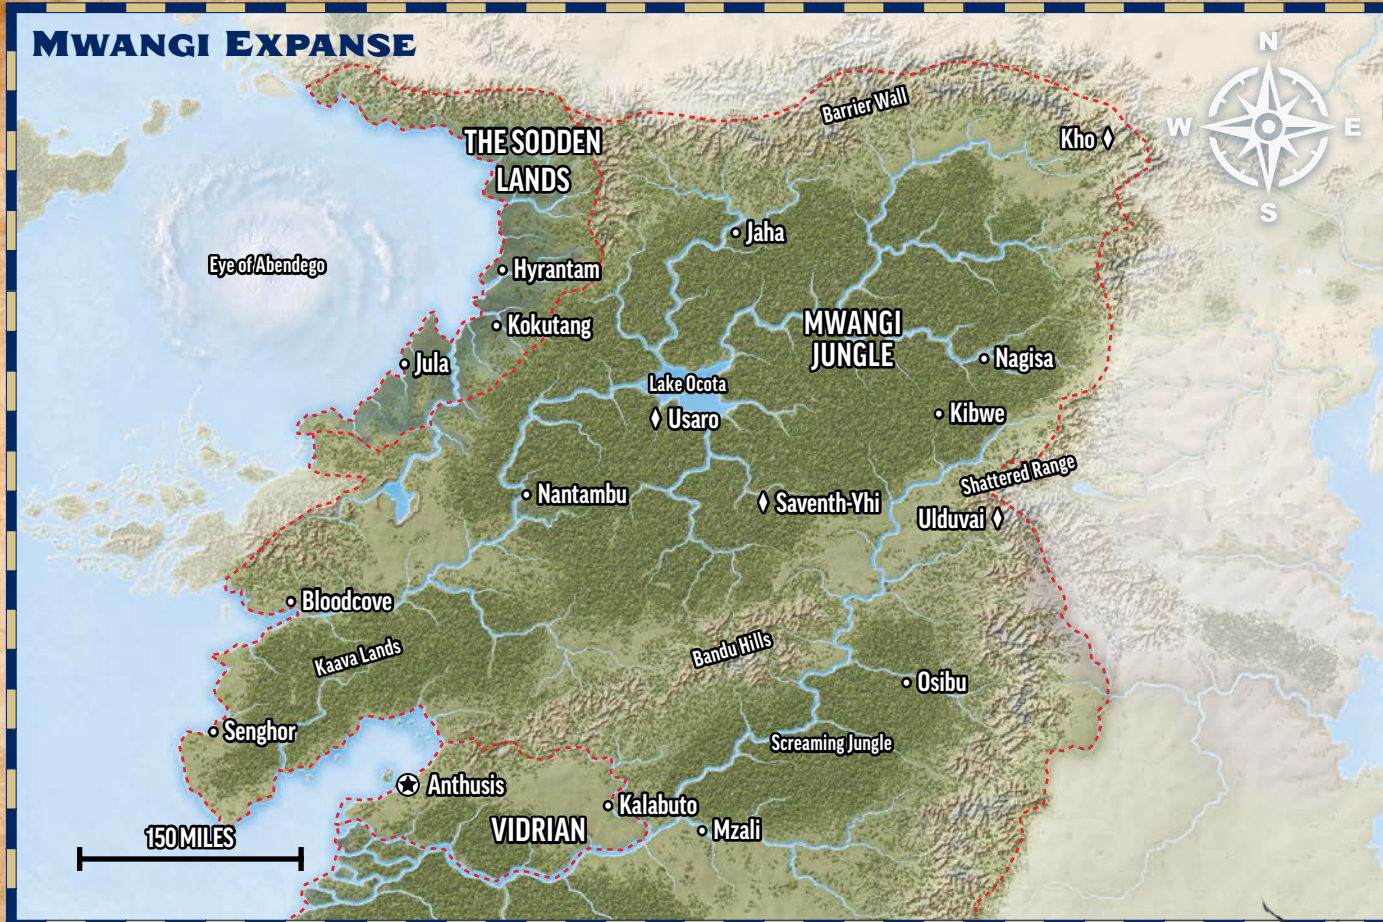 MWANGI EXPANSE
N
W
E
S
Barrier Wall
Kho
THE SODDEN
LANDS
Jaha
Eye of Abendego
Hyrantam
Kokutang
MWANGI
JUNGLE
Jula
Nagisa
Lake Ocota
Usaro
Kibwe
Shattered Range
Nantambu
Saventh-Yhi
Ulduvai
Bloodcove
Kaava Lands
Bandu Hills
Osibu
Senghor
Screaming Jungle
Anthusis
Kalabuto
VIDRIAN
Mzali
150 MILES